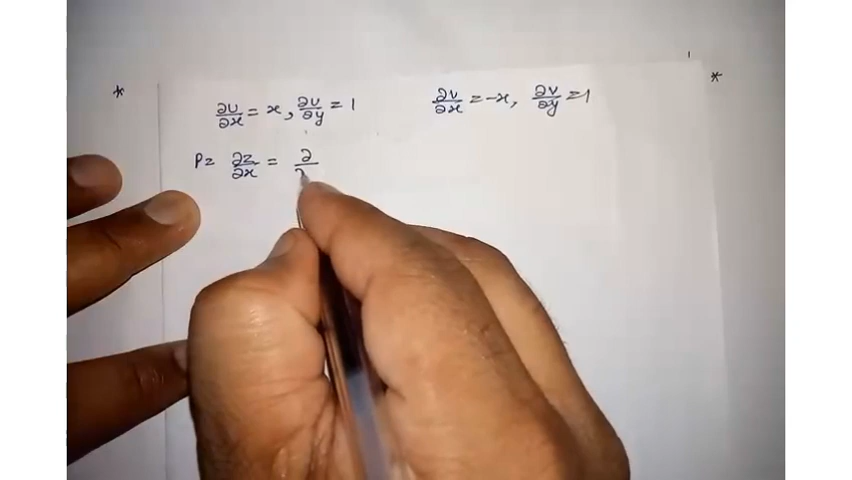 * *
∂U/∂x = x, ∂U/∂y = 1 ∂V/∂x = -x, ∂V/∂y = 1
P = ∂z/∂x = ∂/∂